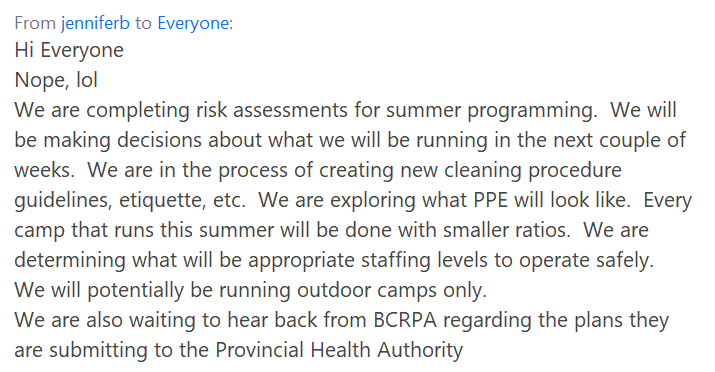 From jenniferb to Everyone:
Hi Everyone
Nope, lol
We are completing risk assessments for summer programming.  We will
be making decisions about what we will be running in the next couple of
weeks.  We are in the process of creating new cleaning procedure
guidelines, etiquette, etc.  We are exploring what PPE will look like.  Every
camp that runs this summer will be done with smaller ratios.  We are
determining what will be appropriate staffing levels to operate safely.
We will potentially be running outdoor camps only.
We are also waiting to hear back from BCRPA regarding the plans they
are submitting to the Provincial Health Authority